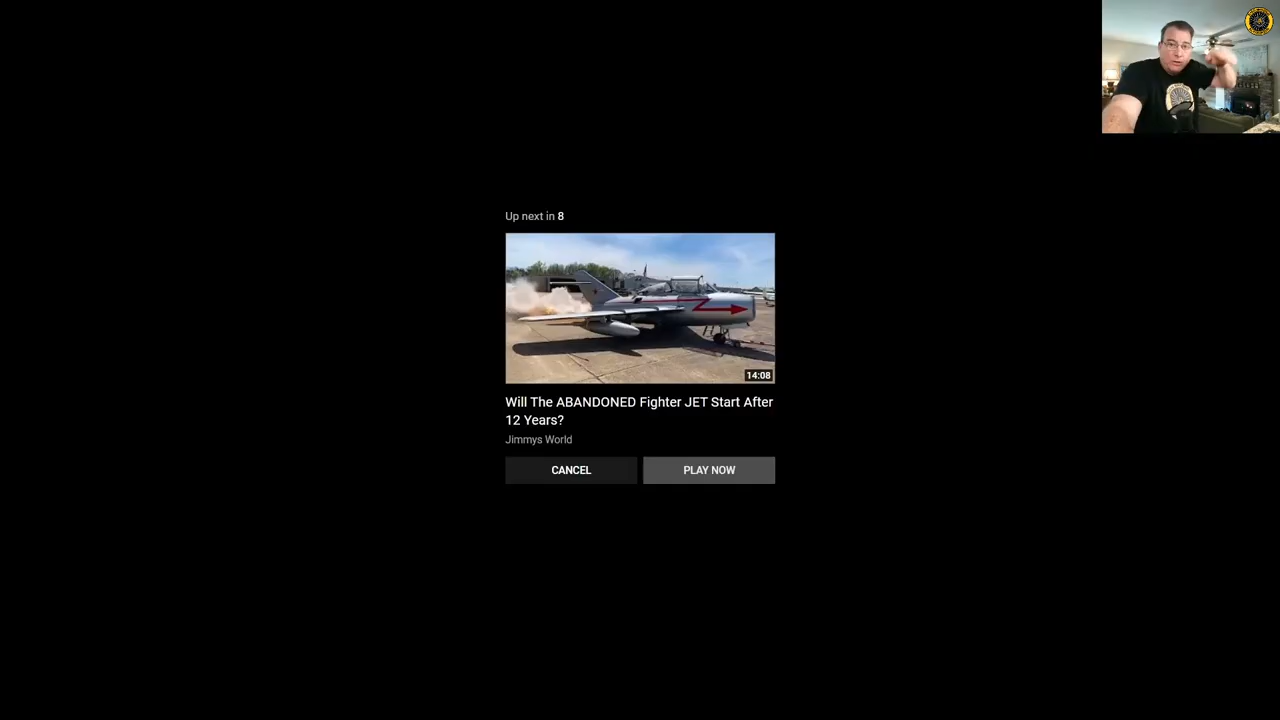 Up next in 8
14:08
Will The ABANDONED Fighter JET Start After
12 Years?
Jimmys World
CANCEL
PLAY NOW